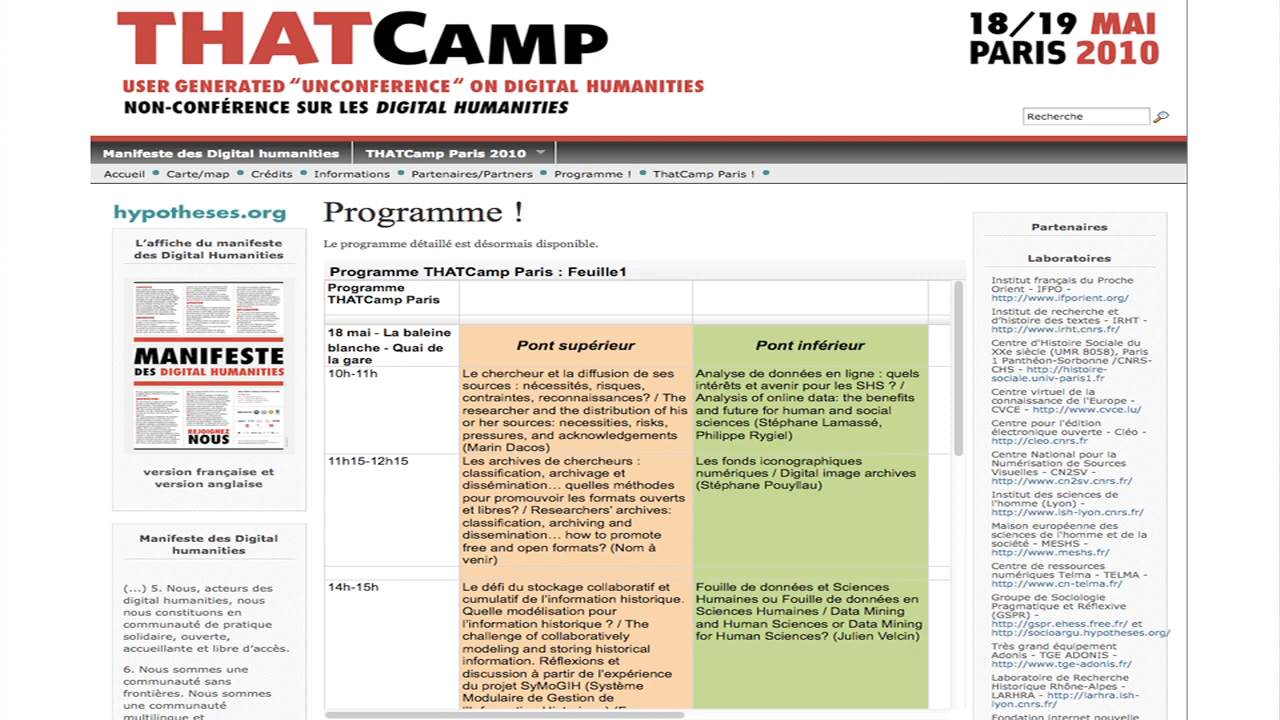 THATCAMP
18/19 MAI
PARIS 2010
USER GENERATED “UNCONFERENCE“ ON DIGITAL HUMANITIES
NON-CONFÉRENCE SUR LES DIGITAL HUMANITIES
Recherche
Manifeste des Digital humanities
THATCamp Paris 2010
Accueil • Carte/map • Crédits • Informations • Partenaires/Partners • Programme ! • ThatCamp Paris ! •
hypotheses.org
L’affiche du manifeste
des Digital Humanities
MANIFESTE
DES DIGITAL HUMANITIES
REJOIGNEZ
NOUS
version française et
version anglaise
Manifeste des Digital
humanities
(...) 5. Nous, acteurs des
digital humanities, nous
nous constituons en
communauté de pratique
solidaire, ouverte,
accueillante et libre d’accès.
6. Nous sommes une
communauté sans
frontières. Nous sommes
une communauté
multilingue et
Programme !
Le programme détaillé est désormais disponible.
Programme THATCamp Paris : Feuille1
Programme
THATCamp Paris
18 mai - La baleine
blanche - Quai de
la gare
Pont supérieur
Pont inférieur
10h-11h
Le chercheur et la diffusion de ses
sources : nécessités, risques,
contraintes, reconnaissances? / The
researcher and the distribution of his
or her sources: necessities, risks,
pressures, and acknowledgements
(Marin Dacos)
Analyse de données en ligne : quels
intérêts et avenir pour les SHS ? /
Analysis of online data: the benefits
and future for human and social
sciences (Stéphane Lamassé,
Philippe Rygiel)
11h15-12h15
Les archives de chercheurs :
classification, archivage et
dissémination… quelles méthodes
pour promouvoir les formats ouverts
et libres? / Researchers’ archives:
classification, archiving and
dissemination… how to promote
free and open formats? (Nom à
venir)
Les fonds iconographiques
numériques / Digital image archives
(Stéphane Pouyllau)
14h-15h
Le défi du stockage collaboratif et
cumulatif de l’information historique.
Quelle modélisation pour
l’information historique ? / The
challenge of collaboratively
modeling and storing historical
information. Réflexions et
discussion à partir de l’expérience
du projet SyMoGIH (Système
Modulaire de Gestion de
Fouille de données et Sciences
Humaines ou Fouille de données en
Sciences Humaines / Data Mining
and Human Sciences or Data Mining
for Human Sciences? (Julien Velcin)
Partenaires
Laboratoires
Institut français du Proche
Orient - IFPO -
http://www.ifporient.org/
Institut de recherche et
d’histoire des textes - IRHT -
http://www.irht.cnrs.fr/
Centre d’Histoire Sociale du
XXe siècle (UMR 8058), Paris
1 Panthéon-Sorbonne /CNRS-
CHS - http://histoire-
sociale.univ-paris1.fr
Centre virtuel de la
connaissance de l’Europe -
CVCE - http://www.cvce.lu/
Centre pour l’édition
électronique ouverte - Cléo -
http://cleo.cnrs.fr
Centre National pour la
Numérisation de Sources
Visuelles - CN2SV -
http://www.cn2sv.cnrs.fr/
Institut des sciences de
l’homme (Lyon) -
http://www.ish-lyon.cnrs.fr/
Maison européenne des
sciences de l’homme et de la
société - MESHS -
http://www.meshs.fr/
Centre de ressources
numériques Telma - TELMA -
http://www.cn-telma.fr/
Groupe de Sociologie
Pragmatique et Réflexive
(GSPR) -
http://gspr.ehess.free.fr/ et
http://socioargu.hypotheses.org/
Très grand équipement
Adonis - TGE ADONIS -
http://www.tge-adonis.fr/
Laboratoire de Recherche
Historique Rhône-Alpes -
LARHRA - http://larhra.ish-
lyon.cnrs.fr/
Fondation internet nouvelle